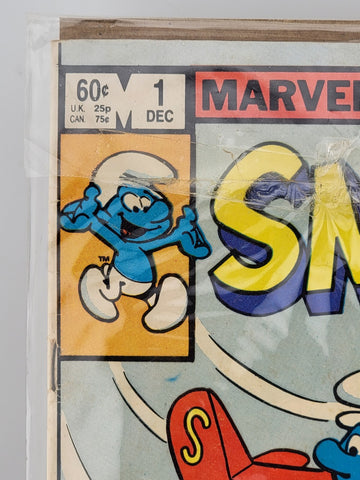 60¢ M 1
U.K. 25p
CAN. 75¢ DEC
MARVE
SM
TM
S